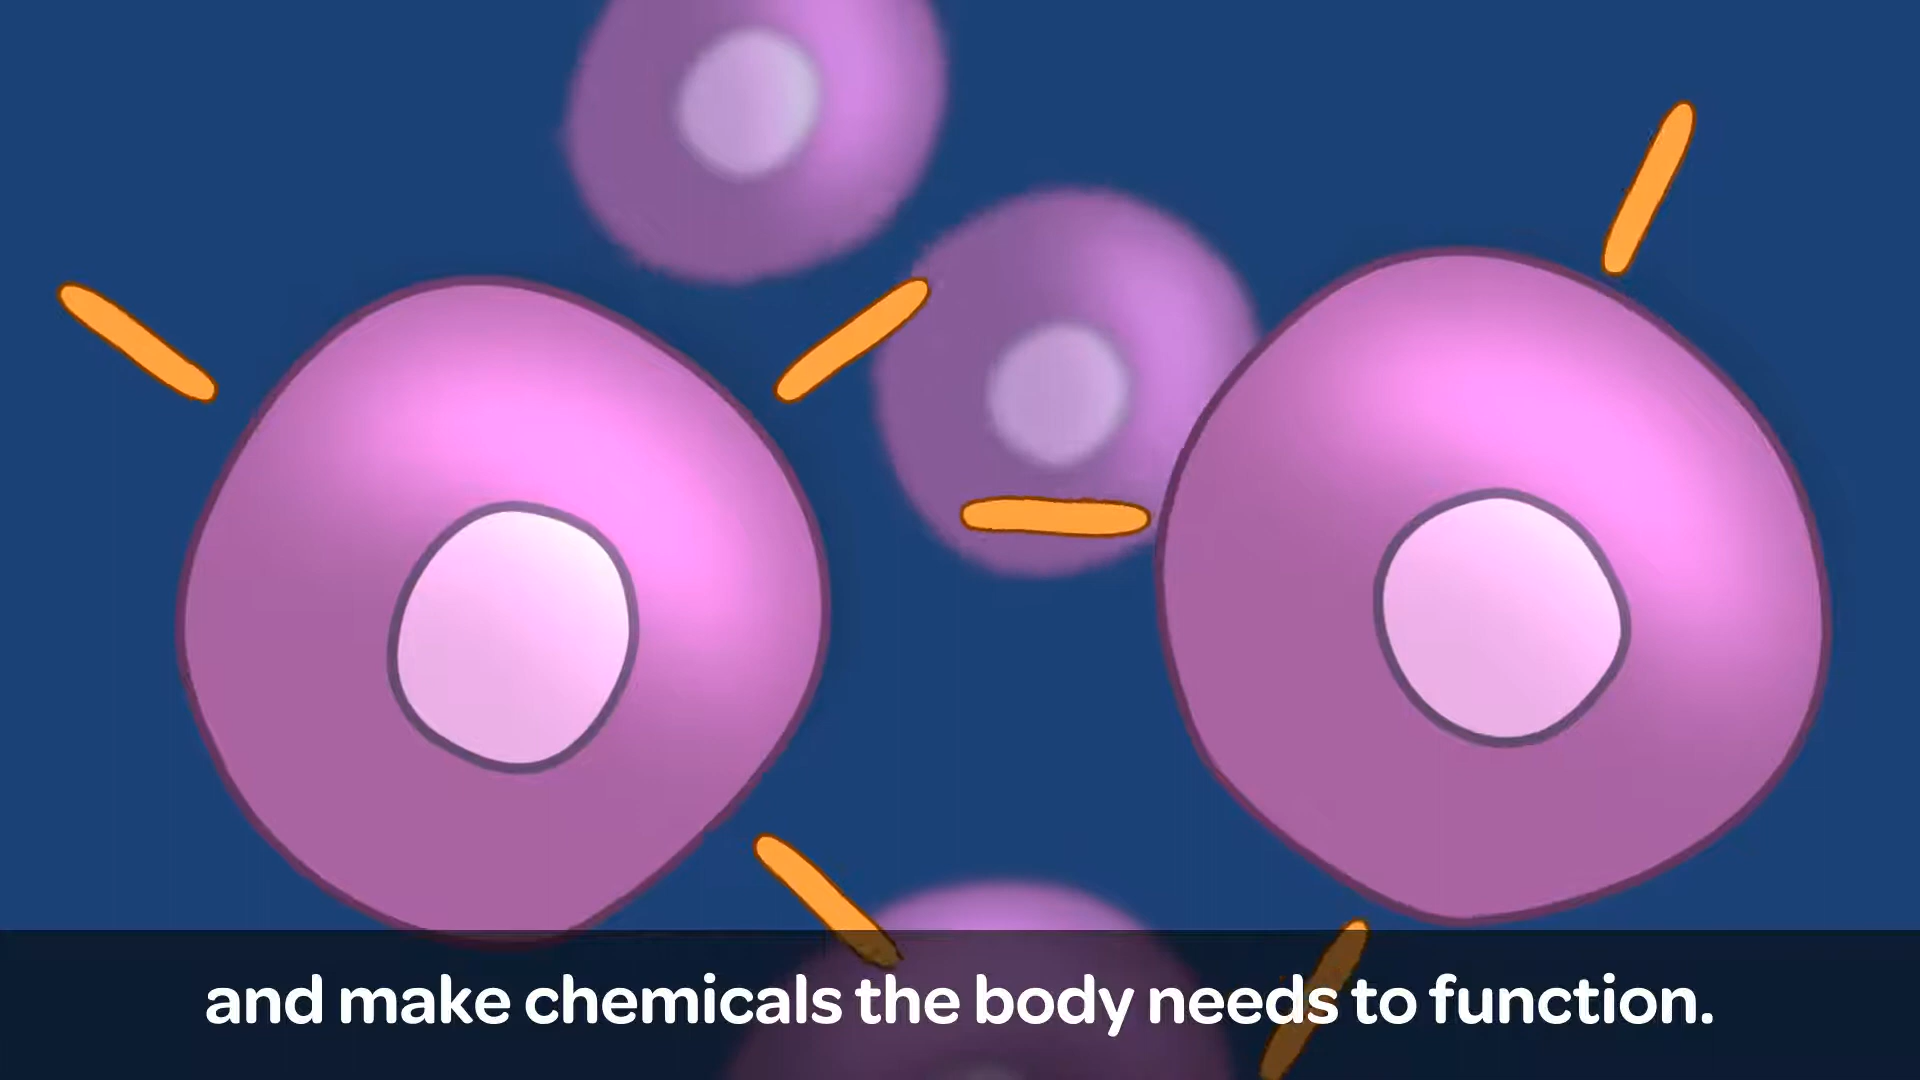 and make chemicals the body needs to function.